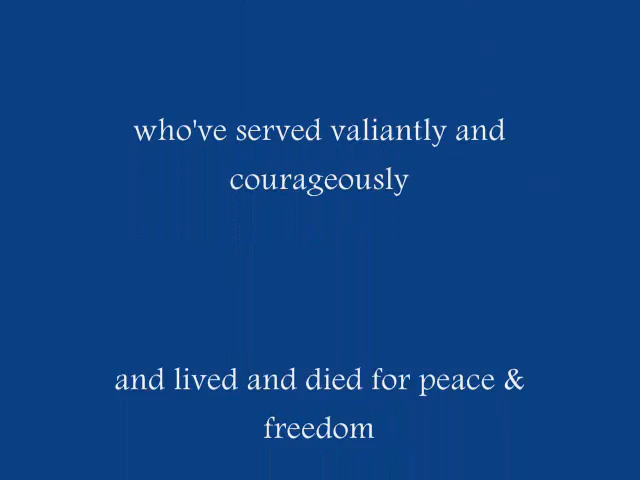 who've served valiantly and
courageously
and lived and died for peace &
freedom